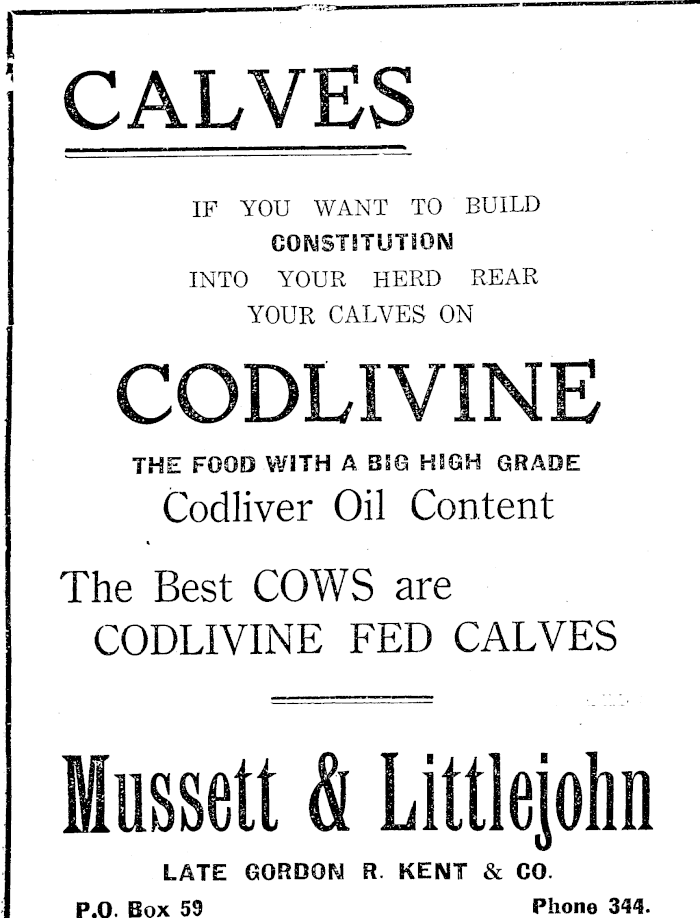 CALVES
IF YOU WANT TO BUILD
CONSTITUTION
INTO YOUR HERD REAR
YOUR CALVES ON
CODLIVINE
THE FOOD WITH A BIG HIGH GRADE
Codliver Oil Content
The Best COWS are
CODLIVINE FED CALVES
Mussett & Littlejohn
LATE GORDON R. KENT & CO.
P.O. Box 59 Phone 344.